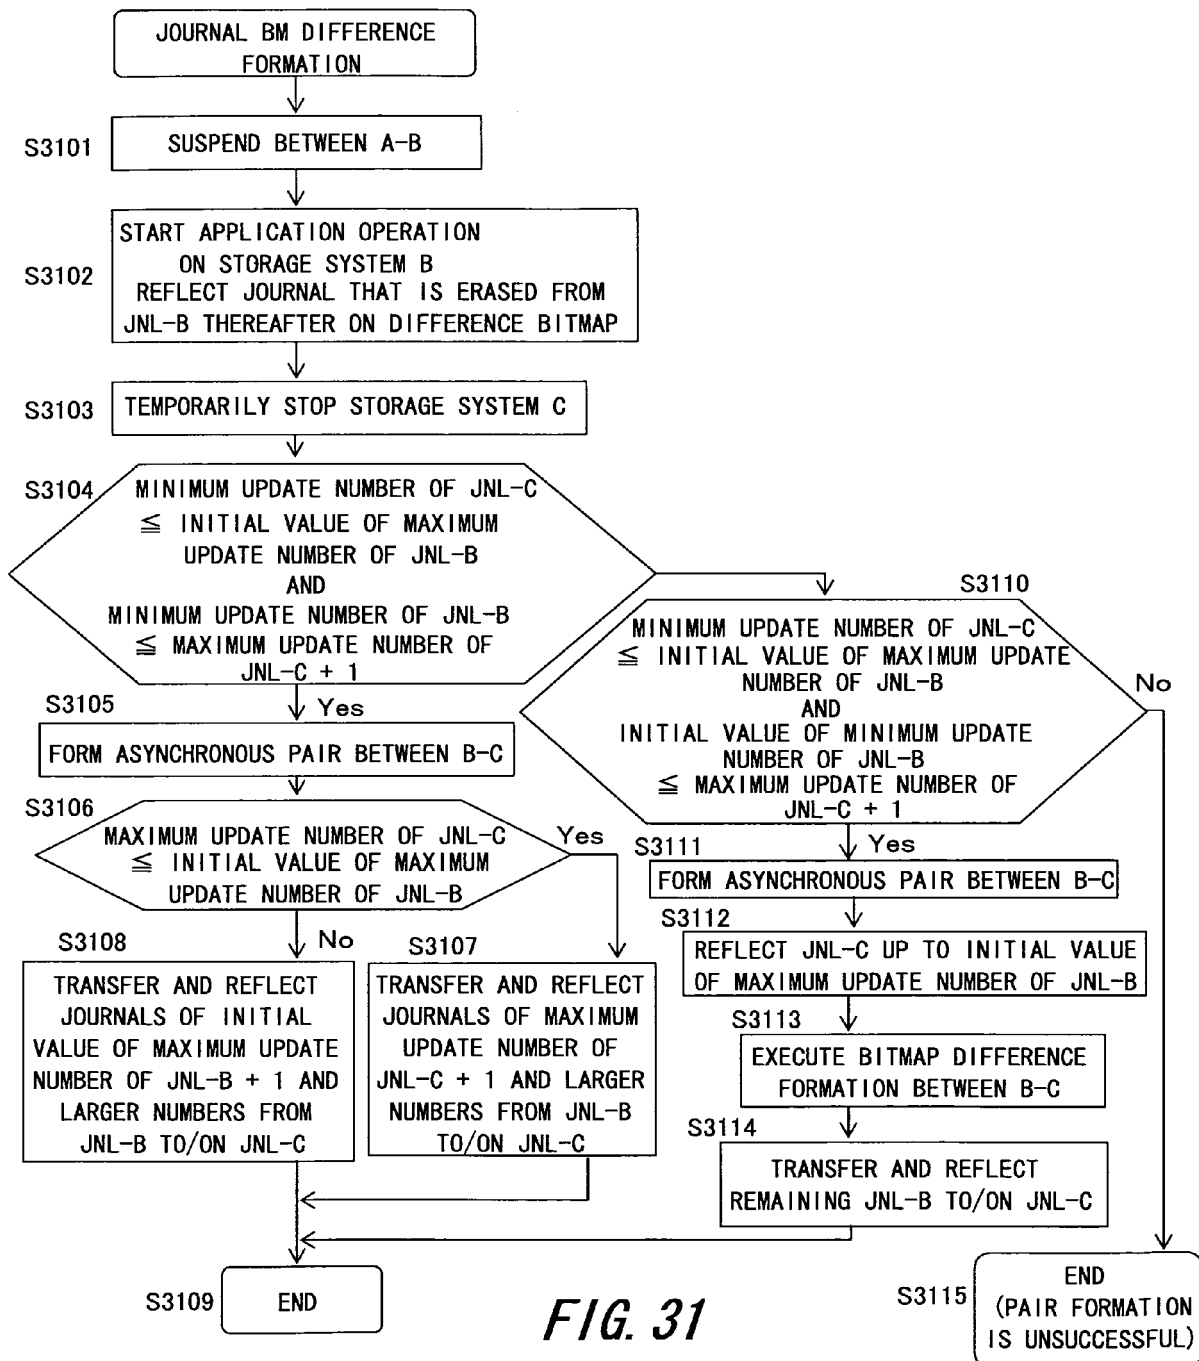 JOURNAL BM DIFFERENCE
FORMATION
S3101
SUSPEND BETWEEN A-B
S3102
START APPLICATION OPERATION
ON STORAGE SYSTEM B
REFLECT JOURNAL THAT IS ERASED FROM
JNL-B THEREAFTER ON DIFFERENCE BITMAP
S3103
TEMPORARILY STOP STORAGE SYSTEM C
S3104
MINIMUM UPDATE NUMBER OF JNL-C
≦ INITIAL VALUE OF MAXIMUM
UPDATE NUMBER OF JNL-B
AND
MINIMUM UPDATE NUMBER OF JNL-B
≦ MAXIMUM UPDATE NUMBER OF
JNL-C + 1
Yes
S3105
FORM ASYNCHRONOUS PAIR BETWEEN B-C
S3106
MAXIMUM UPDATE NUMBER OF JNL-C
≦ INITIAL VALUE OF MAXIMUM
UPDATE NUMBER OF JNL-B
Yes
No
S3108
TRANSFER AND REFLECT
JOURNALS OF INITIAL
VALUE OF MAXIMUM UPDATE
NUMBER OF JNL-B + 1 AND
LARGER NUMBERS FROM
JNL-B TO/ON JNL-C
S3107
TRANSFER AND REFLECT
JOURNALS OF MAXIMUM
UPDATE NUMBER OF
JNL-C + 1 AND LARGER
NUMBERS FROM JNL-B
TO/ON JNL-C
S3109
END
S3110
MINIMUM UPDATE NUMBER OF JNL-C
≦ INITIAL VALUE OF MAXIMUM UPDATE
NUMBER OF JNL-B
AND
INITIAL VALUE OF MINIMUM UPDATE
NUMBER OF JNL-B
≦ MAXIMUM UPDATE NUMBER OF
JNL-C + 1
No
Yes
S3111
FORM ASYNCHRONOUS PAIR BETWEEN B-C
S3112
REFLECT JNL-C UP TO INITIAL VALUE
OF MAXIMUM UPDATE NUMBER OF JNL-B
S3113
EXECUTE BITMAP DIFFERENCE
FORMATION BETWEEN B-C
S3114
TRANSFER AND REFLECT
REMAINING JNL-B TO/ON JNL-C
S3115
END
(PAIR FORMATION
IS UNSUCCESSFUL)
FIG. 31